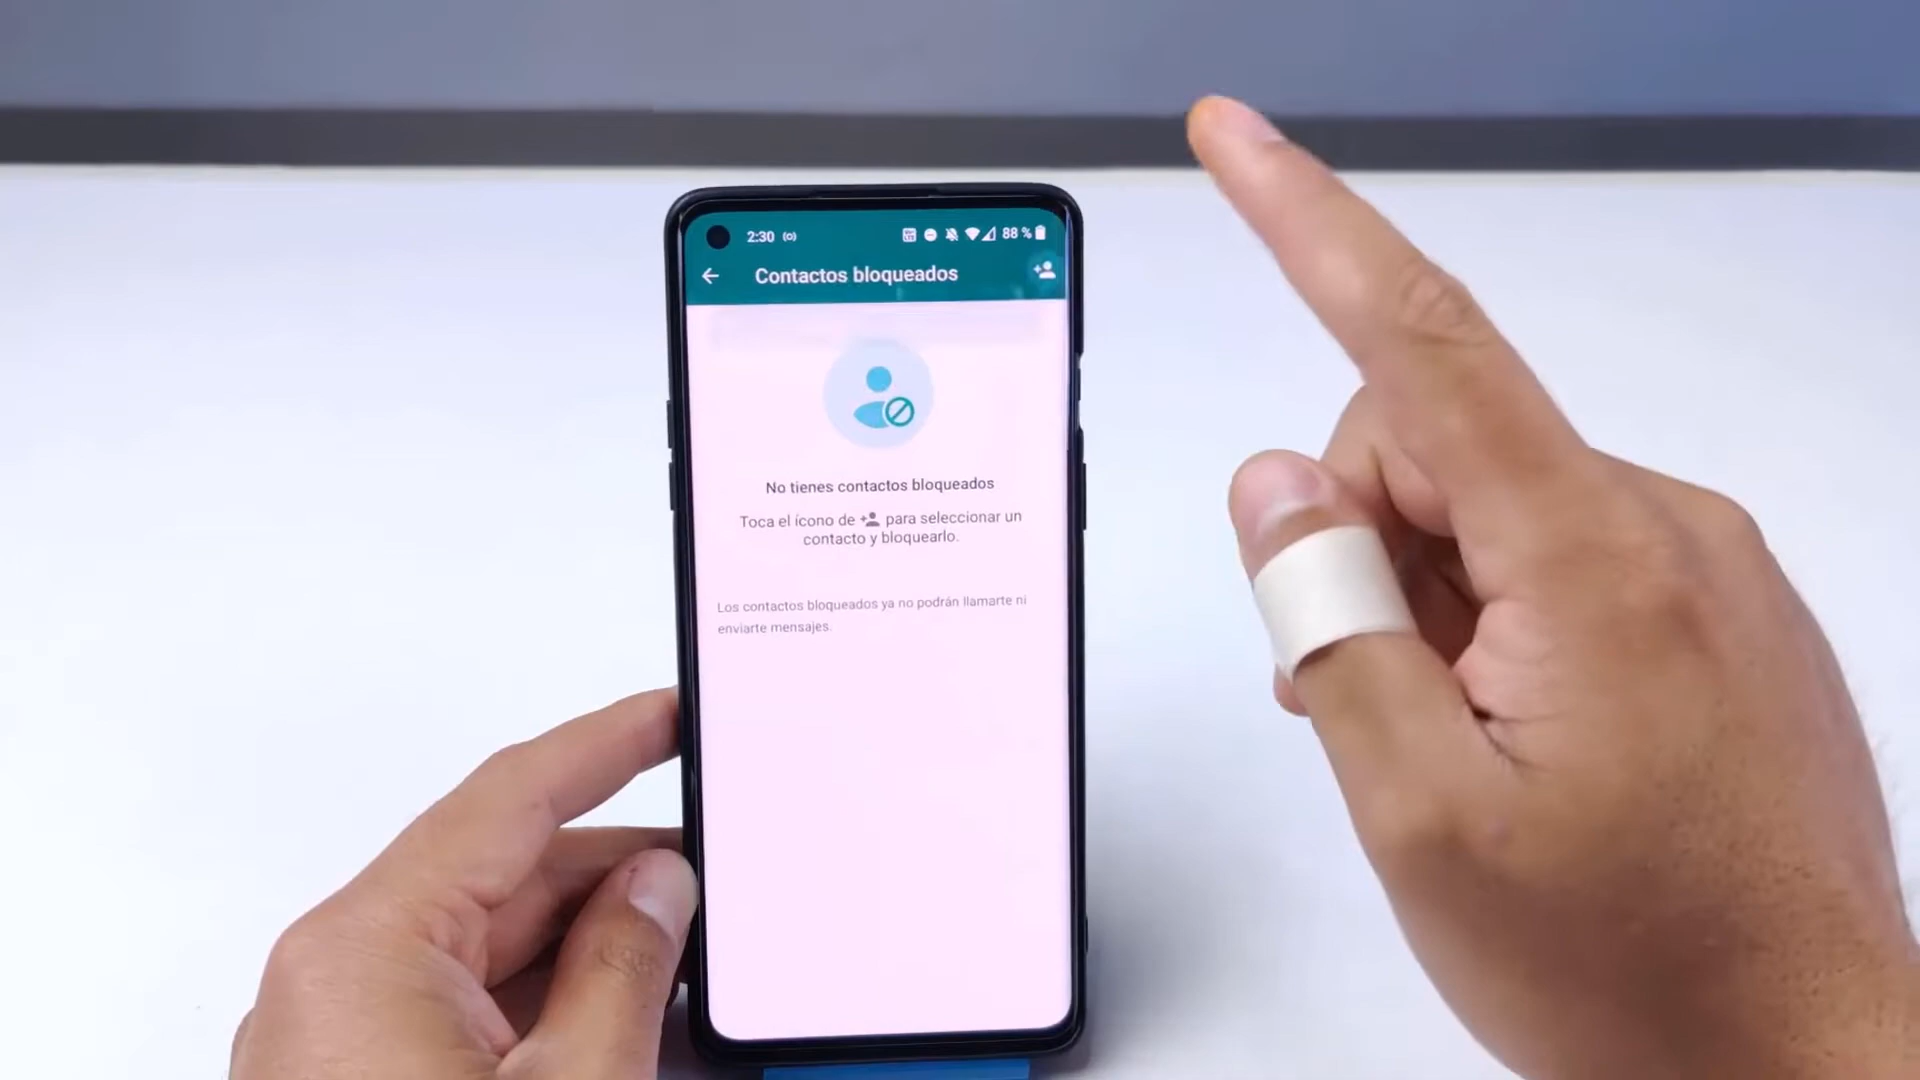 2:30
88 %
Contactos bloqueados
No tienes contactos bloqueados
Toca el ícono de para seleccionar un
contacto y bloquearlo.
Los contactos bloqueados ya no podrán llamarte ni
enviarte mensajes.